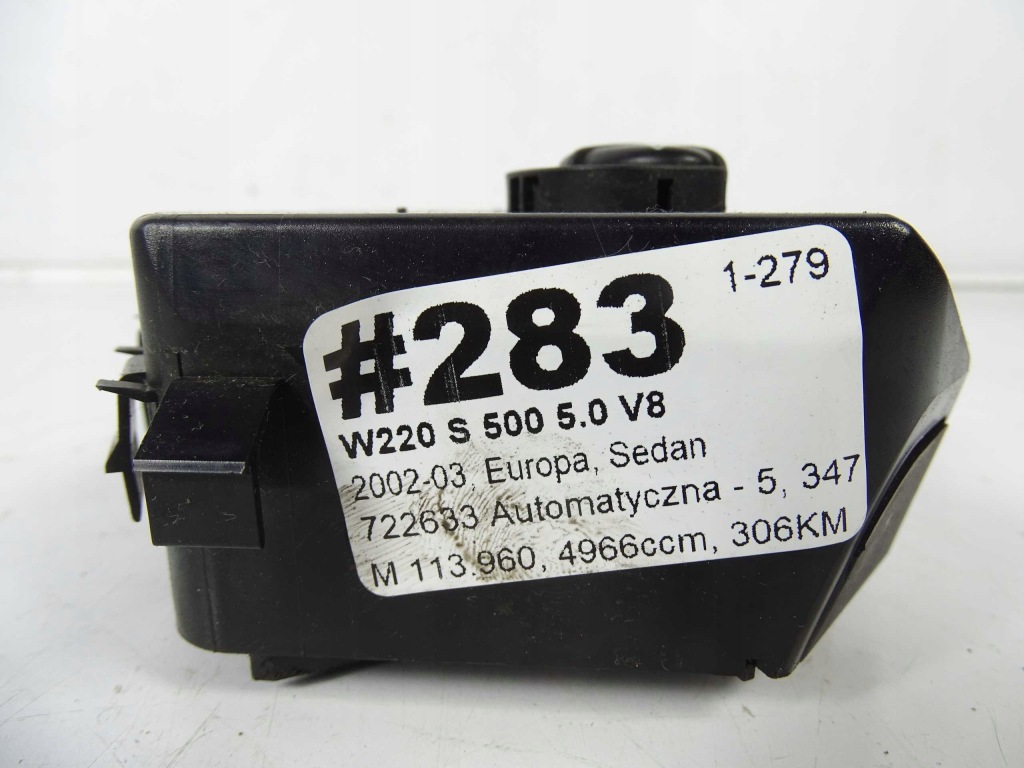 #283 1-279
W220 S 500 5.0 V8
2002-03, Europa, Sedan
722633 Automatyczna - 5, 347
M 113.960, 4966ccm, 306KM